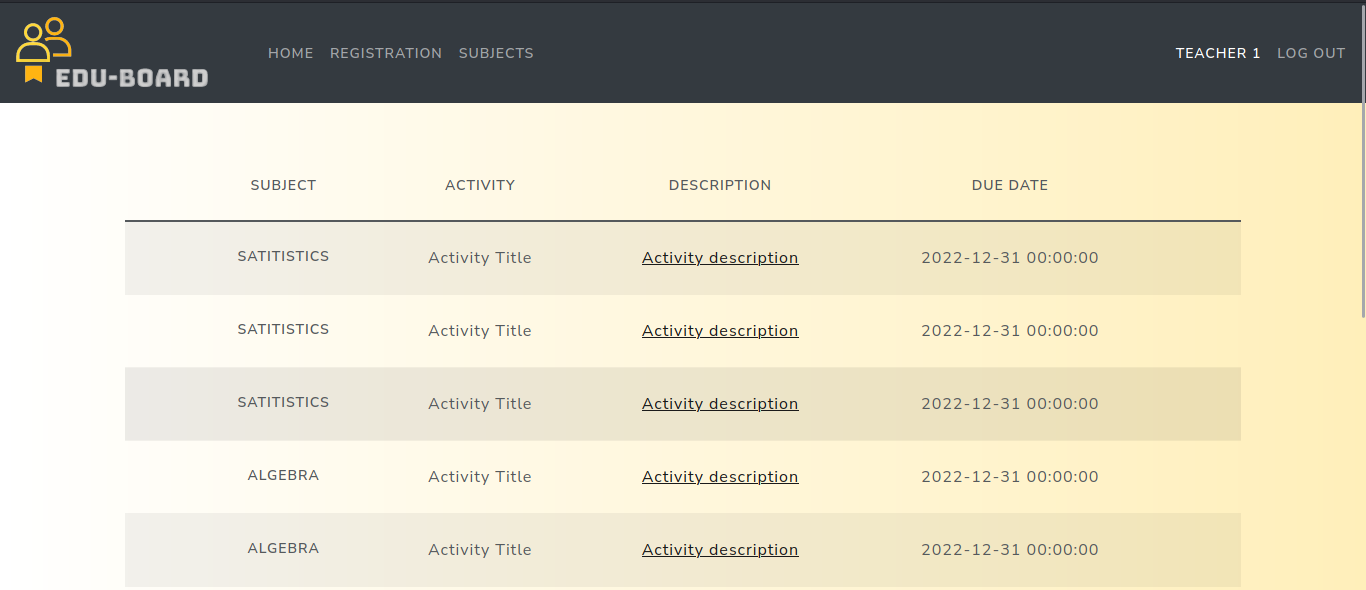 HOME REGISTRATION SUBJECTS TEACHER 1 LOG OUT
EDU-BOARD
SUBJECT ACTIVITY DESCRIPTION DUE DATE
SATITISTICS Activity Title Activity description 2022-12-31 00:00:00
SATITISTICS Activity Title Activity description 2022-12-31 00:00:00
SATITISTICS Activity Title Activity description 2022-12-31 00:00:00
ALGEBRA Activity Title Activity description 2022-12-31 00:00:00
ALGEBRA Activity Title Activity description 2022-12-31 00:00:00